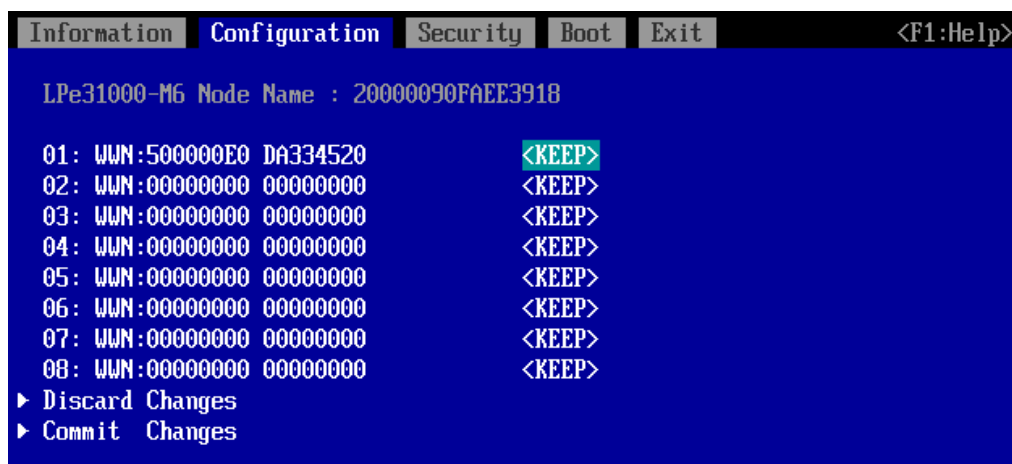 Information Configuration Security Boot Exit <F1:Help>
LPe31000-M6 Node Name : 20000090FAEE3918
01: WWN:500000E0 DA334520 <KEEP>
02: WWN:00000000 00000000 <KEEP>
03: WWN:00000000 00000000 <KEEP>
04: WWN:00000000 00000000 <KEEP>
05: WWN:00000000 00000000 <KEEP>
06: WWN:00000000 00000000 <KEEP>
07: WWN:00000000 00000000 <KEEP>
08: WWN:00000000 00000000 <KEEP>
Discard Changes
Commit Changes